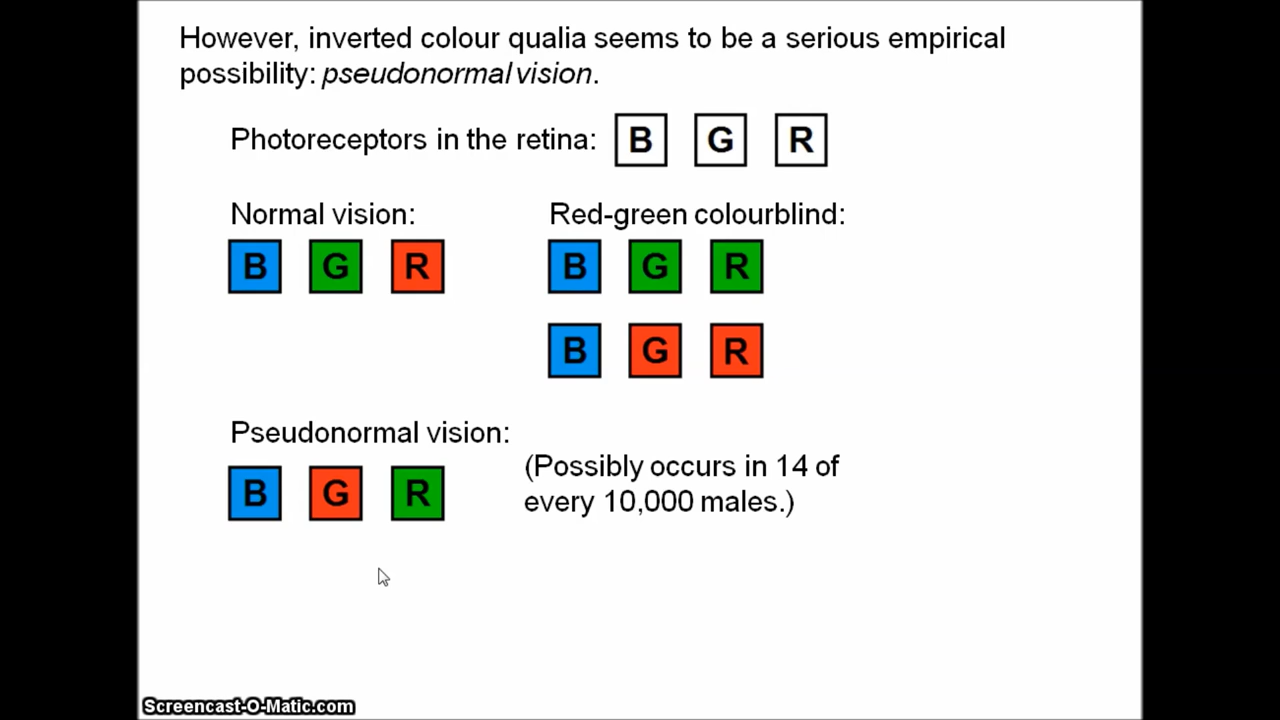 However, inverted colour qualia seems to be a serious empirical
possibility: pseudonormal vision.
Photoreceptors in the retina: B G R
Normal vision: Red-green colourblind:
B G R B G R
B G R
Pseudonormal vision:
(Possibly occurs in 14 of
B G R
every 10,000 males.)
Screencast-O-Matic.com